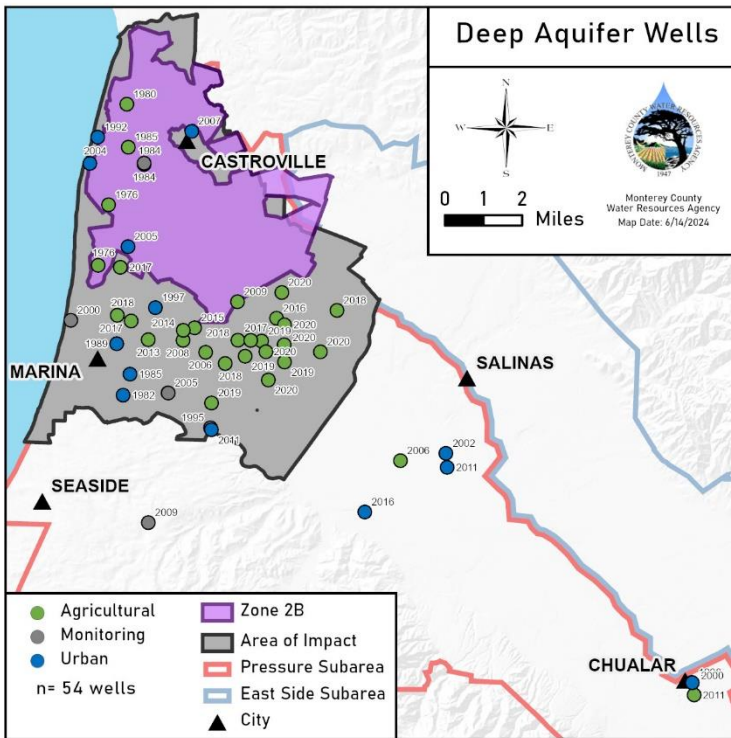 Deep Aquifer Wells
N
W
E
S
MONTEREY COUNTY WATER RESOURCES AGENCY
1947
0 1 2
Miles
Monterey County
Water Resources Agency
Map Date: 6/14/2024
1980
1992
2007
1985
1984
2004
1984
CASTROVILLE
1976
2005
1976
2017
2020
2009
2018
2000
2018
1997
2016
2015
2017
2014
2018
2017
2020
2019
1989
2020
2013
2008
2020
2020
MARINA
2006
2018
2019
2019
1985
2020
SALINAS
1982
2005
2019
1995
2011
2006
2002
2011
SEASIDE
2016
2009
Agricultural
Monitoring
Urban
n= 54 wells
Zone 2B
Area of Impact
Pressure Subarea
East Side Subarea
City
CHUALAR
2000
2011